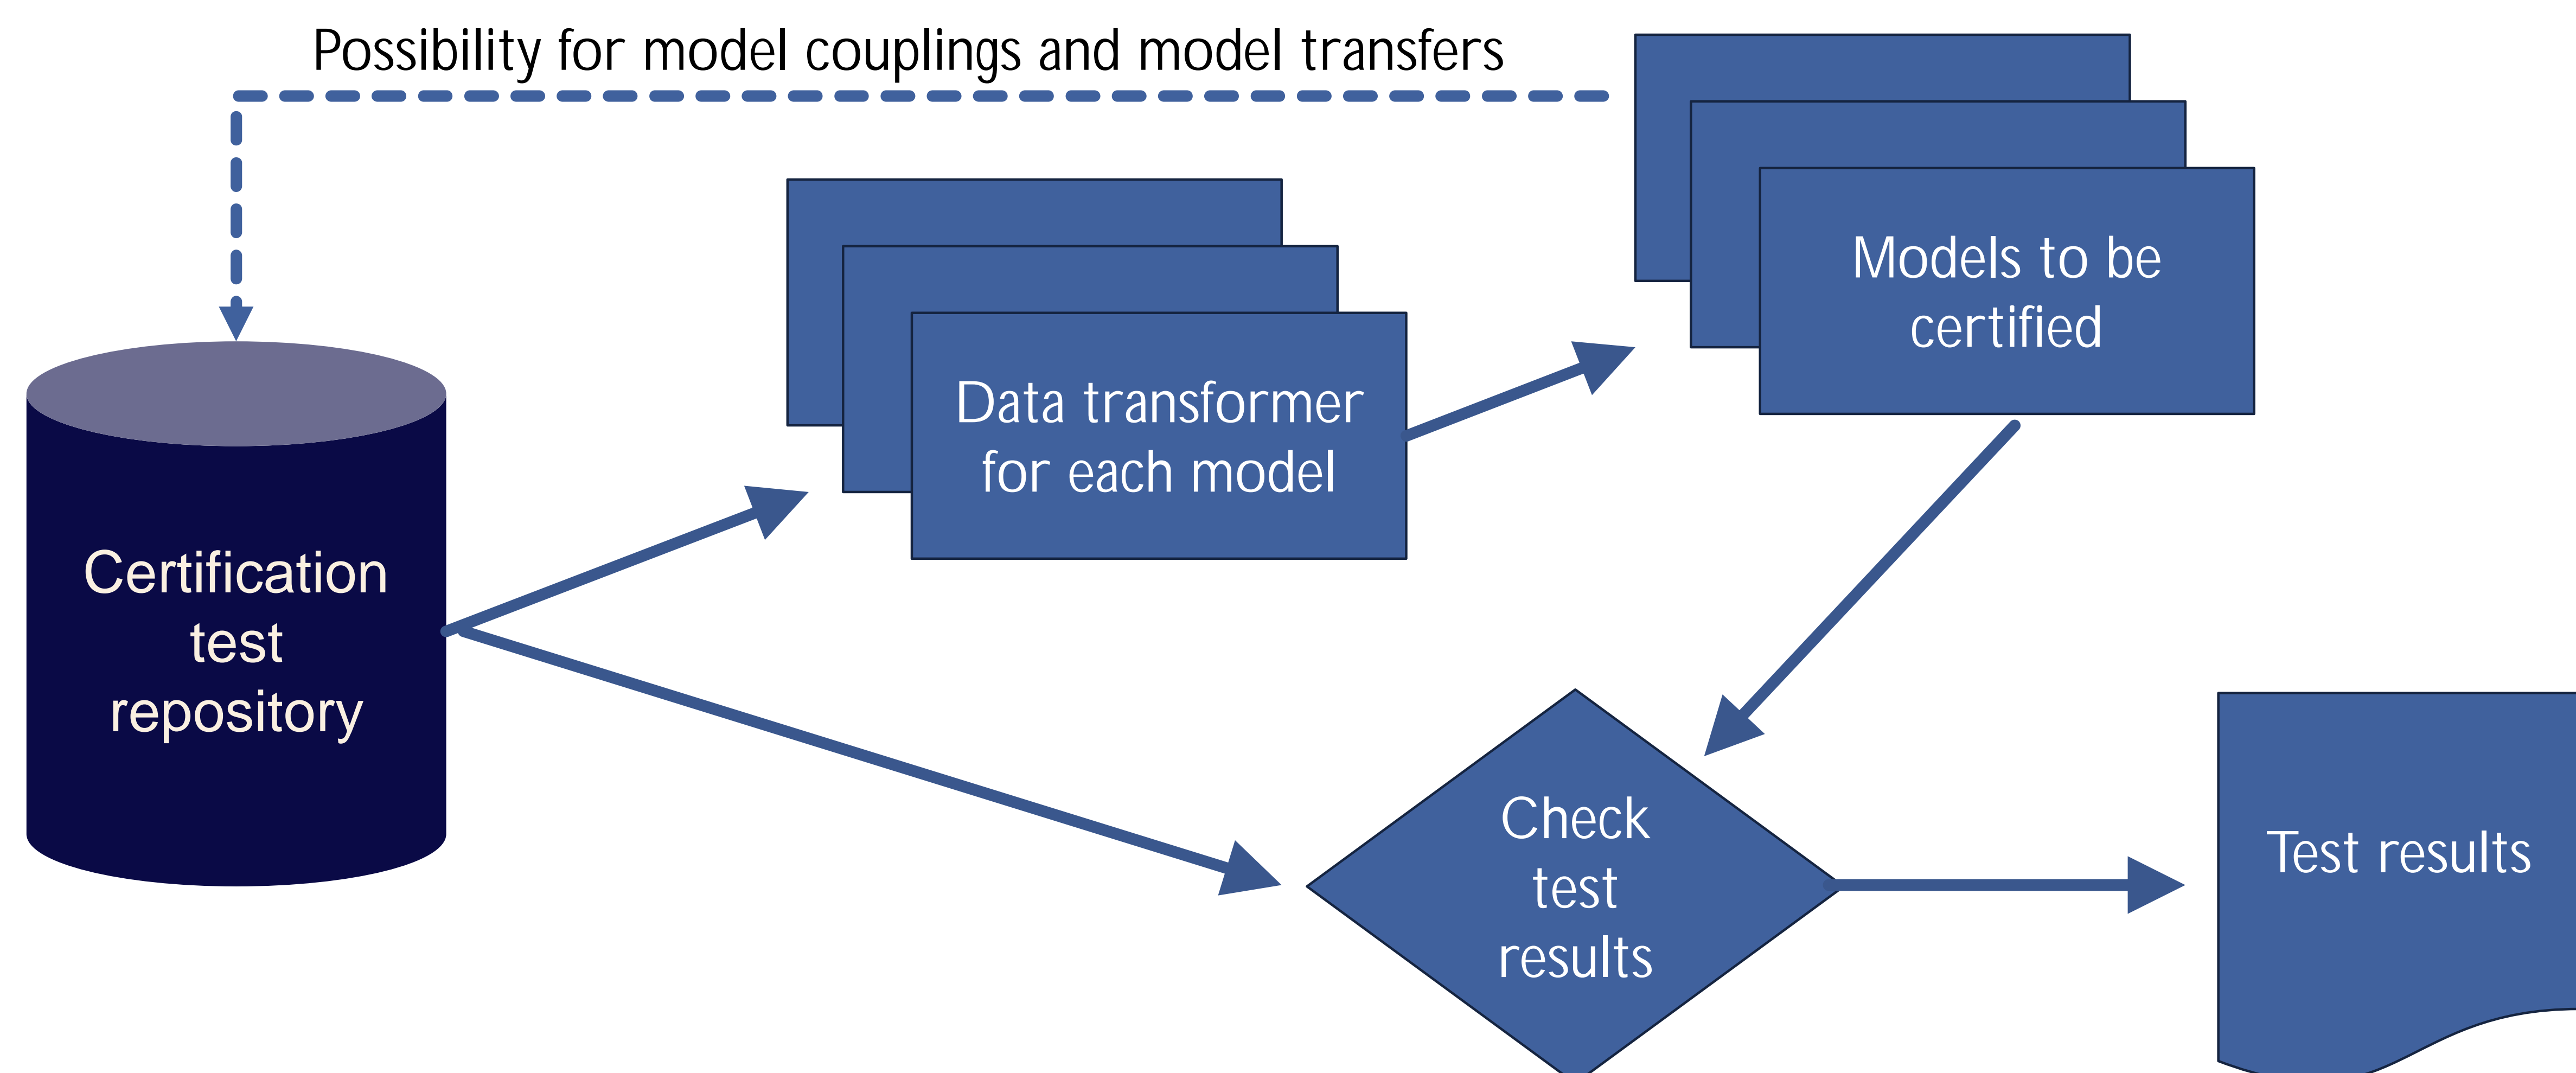 Possibility for model couplings and model transfers
Models to be
certified
Data transformer
for each model
Certification
test
repository
Check
test
results
Test results